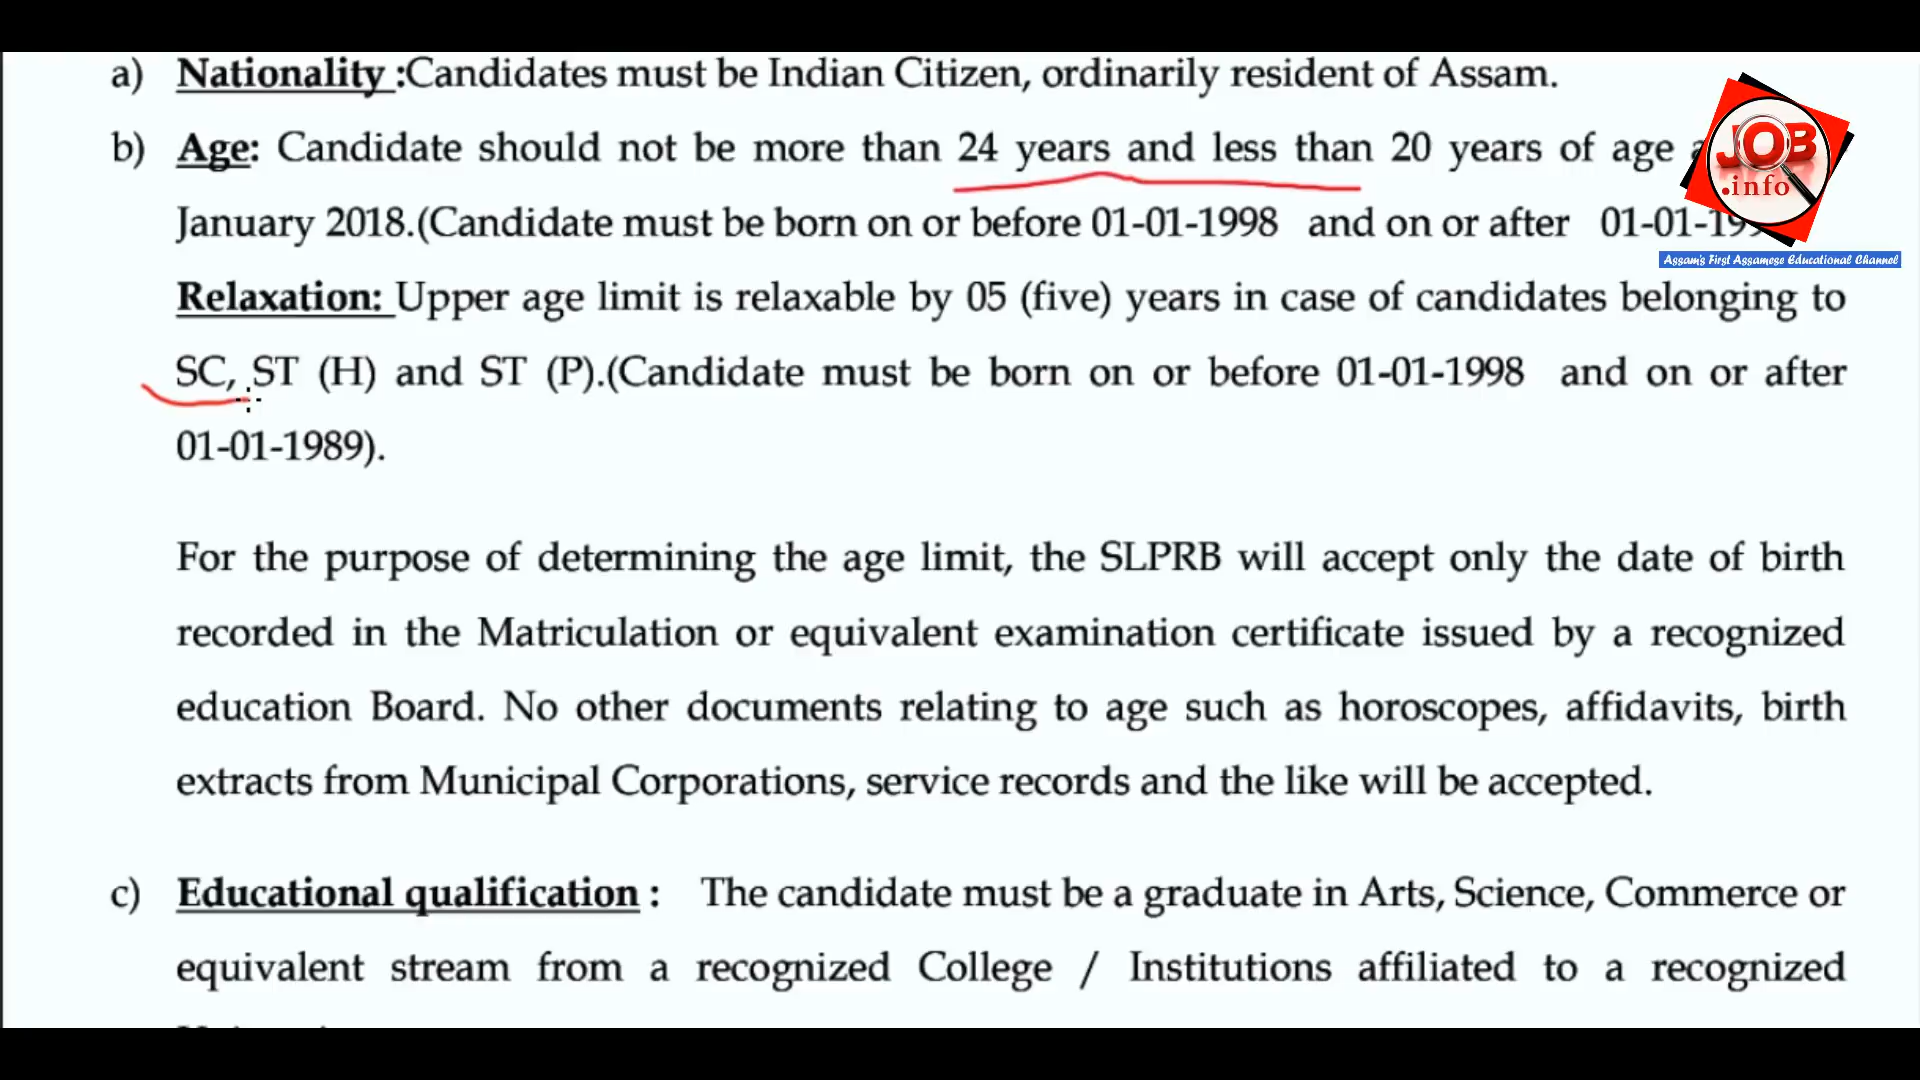 a) Nationality :Candidates must be Indian Citizen, ordinarily resident of Assam.
b) Age: Candidate should not be more than 24 years and less than 20 years of age
January 2018.(Candidate must be born on or before 01-01-1998 and on or after 01-01-
Relaxation: Upper age limit is relaxable by 05 (five) years in case of candidates belonging to
SC, ST (H) and ST (P).(Candidate must be born on or before 01-01-1998 and on or after
01-01-1989).
For the purpose of determining the age limit, the SLPRB will accept only the date of birth
recorded in the Matriculation or equivalent examination certificate issued by a recognized
education Board. No other documents relating to age such as horoscopes, affidavits, birth
extracts from Municipal Corporations, service records and the like will be accepted.
c) Educational qualification : The candidate must be a graduate in Arts, Science, Commerce or
equivalent stream from a recognized College / Institutions affiliated to a recognized
JOB
.info
Assam's First Assamese Educational Channel